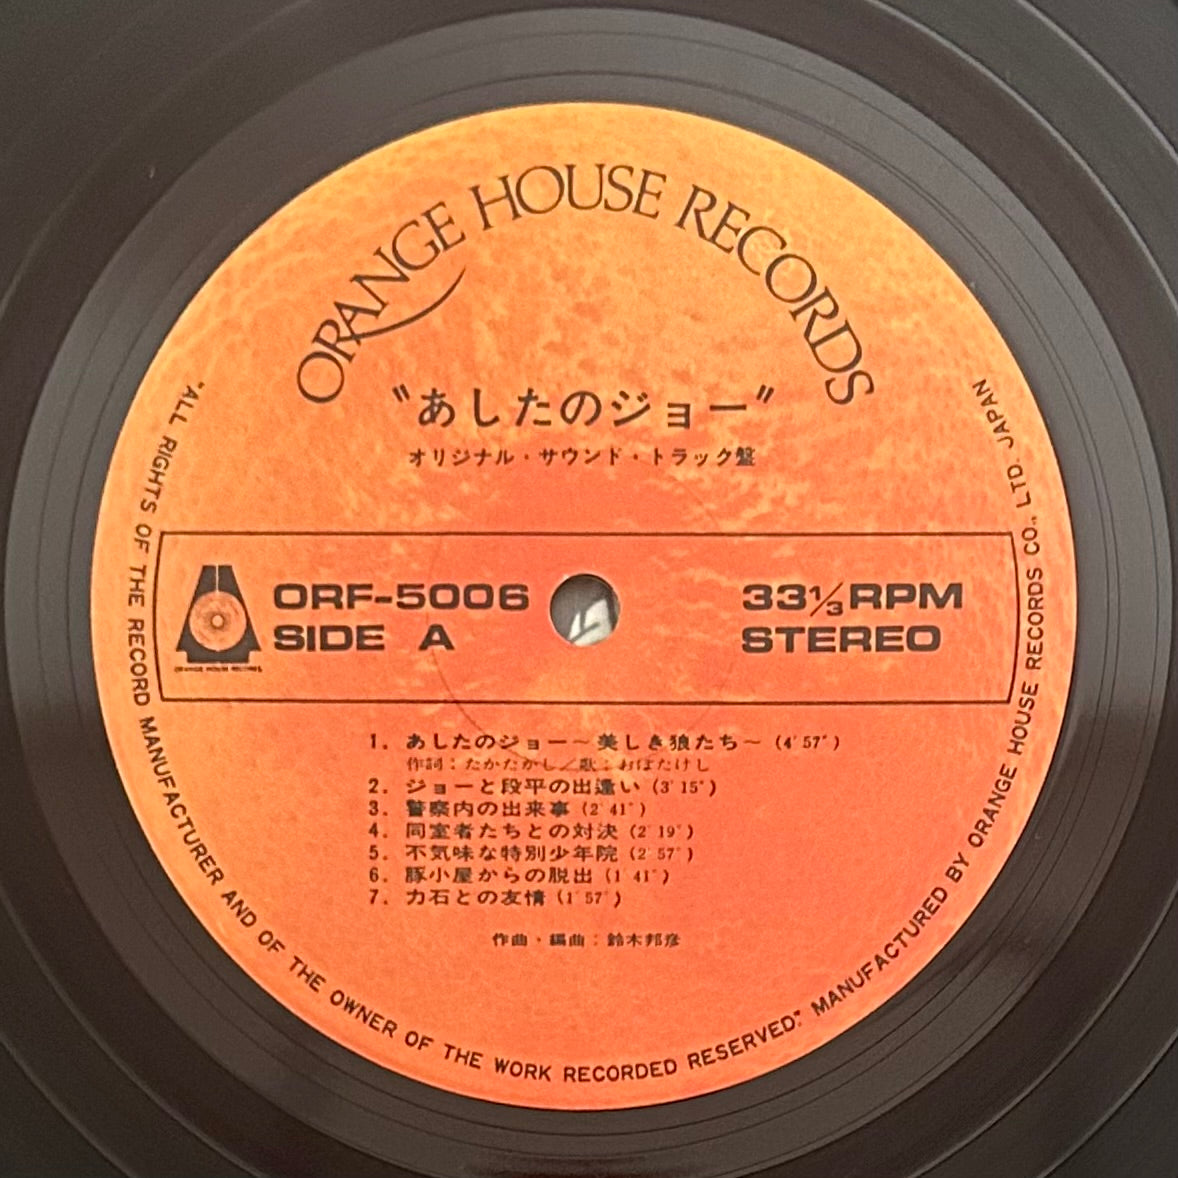 ORANGE HOUSE RECORDS
"あしたのジョー"
オリジナル・サウンド・トラック盤
ORANGE HOUSE RECORDS
ORF-5006
SIDE A
33 1/3 RPM
STEREO
1. あしたのジョー～美しき狼たち～ (4′57″)
作詞：たかたかし／歌：おぼたけし
2. ジョーと段平の出逢い (3′15″)
3. 警察内の出来事 (2′41″)
4. 同室者たちとの対決 (2′19″)
5. 不気味な特別少年院 (2′57″)
6. 豚小屋からの脱出 (1′41″)
7. 力石との友情 (1′57″)
作曲・編曲：鈴木邦彦
"ALL RIGHTS OF THE RECORD MANUFACTURER AND OF THE OWNER OF THE WORK RECORDED RESERVED." MANUFACTURED BY ORANGE HOUSE RECORDS CO., LTD. JAPAN